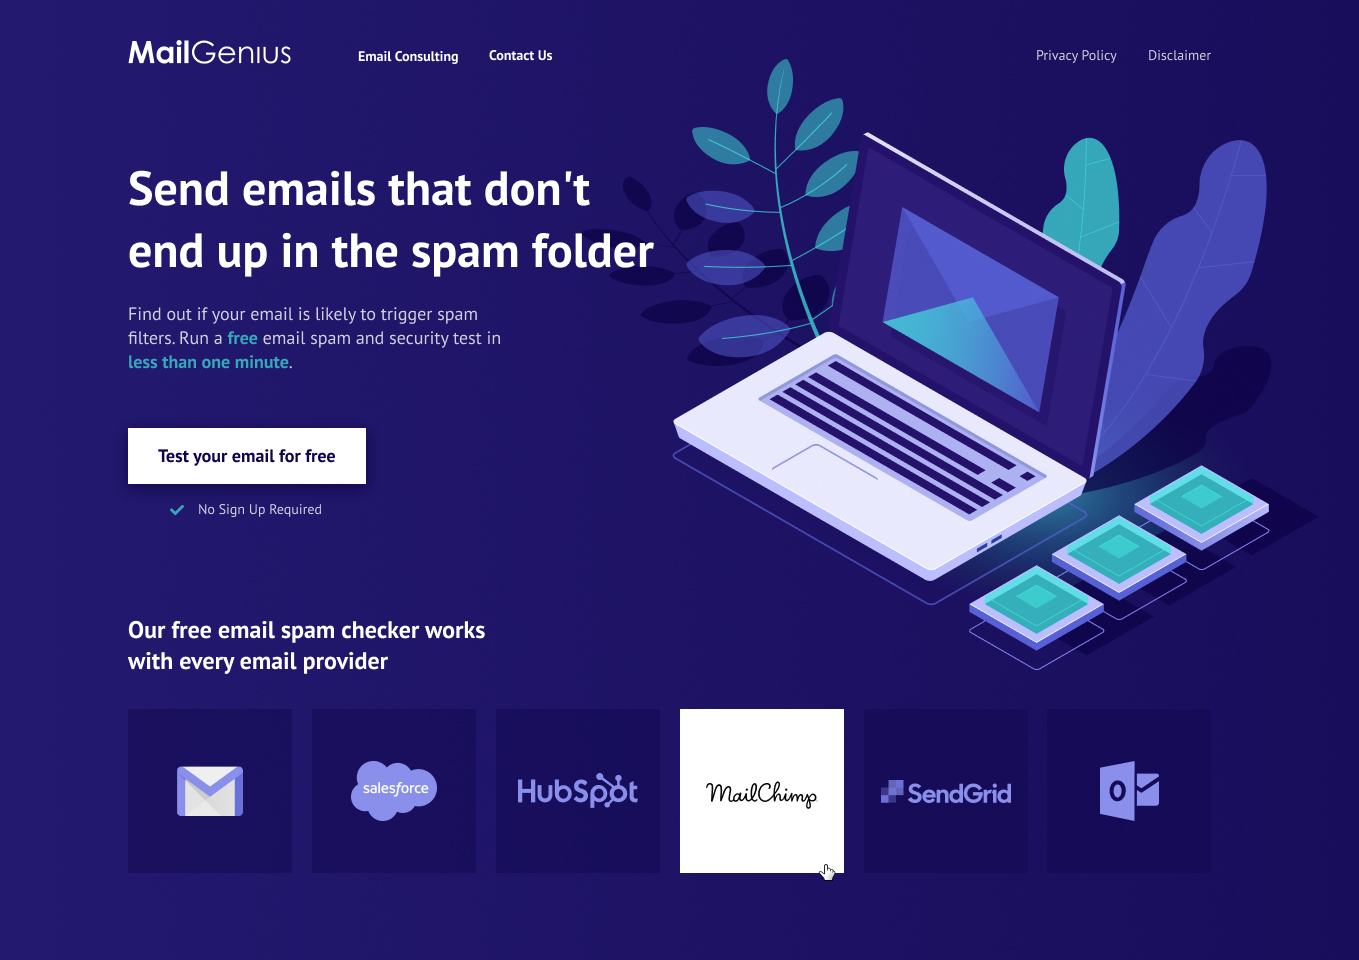 MailGenius
Email Consulting
Contact Us
Privacy Policy
Disclaimer
Send emails that don't
end up in the spam folder
Find out if your email is likely to trigger spam
filters. Run a free email spam and security test in
less than one minute.
Test your email for free
No Sign Up Required
Our free email spam checker works
with every email provider
salesforce
HubSpot
MailChimp
SendGrid
O